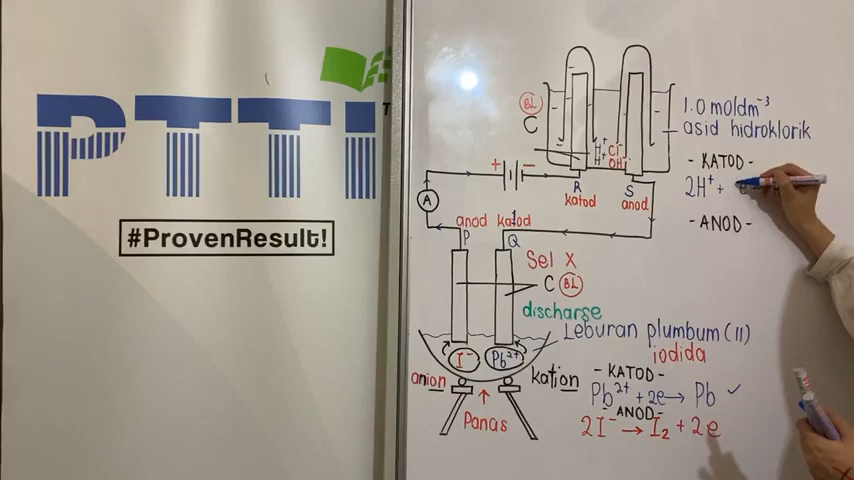 PTTi
#ProvenResult!
BL
C
1.0 moldm⁻³
asid hidroklorik
H⁺
H⁺
Cl⁻
OH⁻
- KATOD -
2H⁺ +
- ANOD -
+ -
A
R
S
katod
anod
anod katod
P
Q
Sel X
C BL
discharge
Leburan plumbum (II)
iodida
I⁻
Pb²⁺
anion
kation
Panas
- KATOD -
Pb²⁺ + 2e → Pb ✓
- ANOD -
2I⁻ → I₂ + 2e